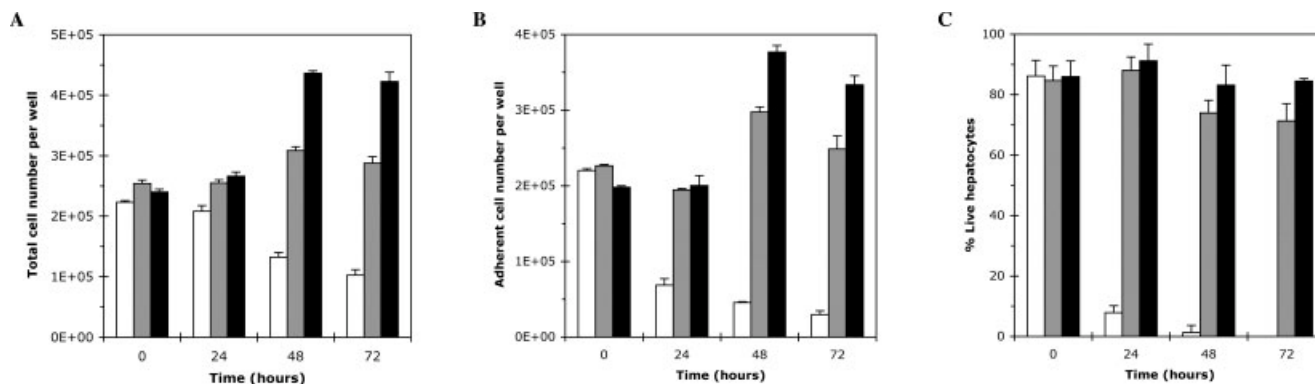 A
Total cell number per well
5E+05
4E+05
3E+05
2E+05
1E+05
0E+00
0 24 48 72
Time (hours)
B
Adherent cell number per well
4E+05
3E+05
2E+05
1E+05
0E+00
0 24 48 72
Time (hours)
C
% Live hepatocytes
100
80
60
40
20
0
0 24 48 72
Time (hours)